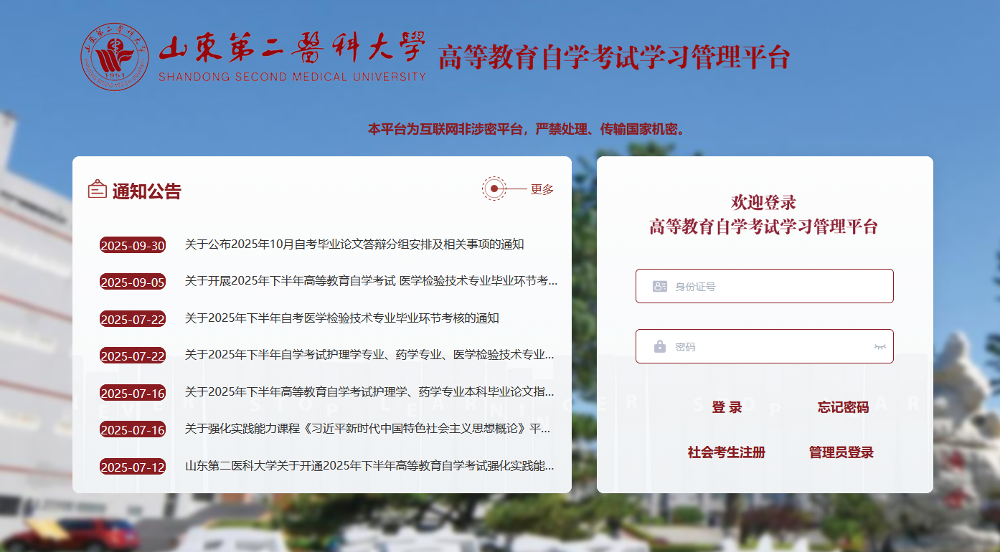 山東第二醫科大學
SHANDONG SECOND MEDICAL UNIVERSITY
1951
高等教育自学考试学习管理平台
本平台为互联网非涉密平台，严禁处理、传输国家机密。
通知公告
更多
2025-09-30 关于公布2025年10月自考毕业论文答辩分组安排及相关事项的通知
2025-09-05 关于开展2025年下半年高等教育自学考试 医学检验技术专业毕业环节考...
2025-07-22 关于2025年下半年自考医学检验技术专业毕业环节考核的通知
2025-07-22 关于2025年下半年自学考试护理学专业、药学专业、医学检验技术专业...
2025-07-16 关于2025年下半年高等教育自学考试护理学、药学专业本科毕业论文指...
2025-07-16 关于强化实践能力课程《习近平新时代中国特色社会主义思想概论》平...
2025-07-12 山东第二医科大学关于开通2025年下半年高等教育自学考试强化实践能...
欢迎登录
高等教育自学考试学习管理平台
身份证号
密码
登 录 忘记密码
社会考生注册 管理员登录